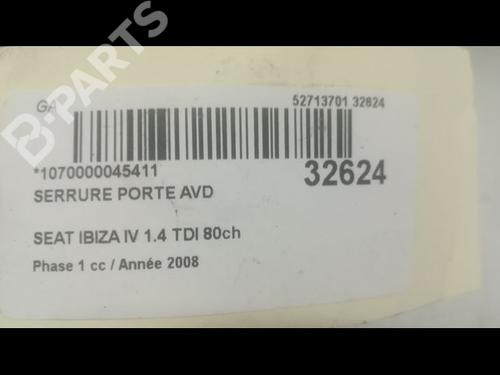 GA
52713701 32624
B-PARTS
*1070000045411
32624
SERRURE PORTE AVD
SEAT IBIZA IV 1.4 TDI 80ch
Phase 1 cc / Année 2008